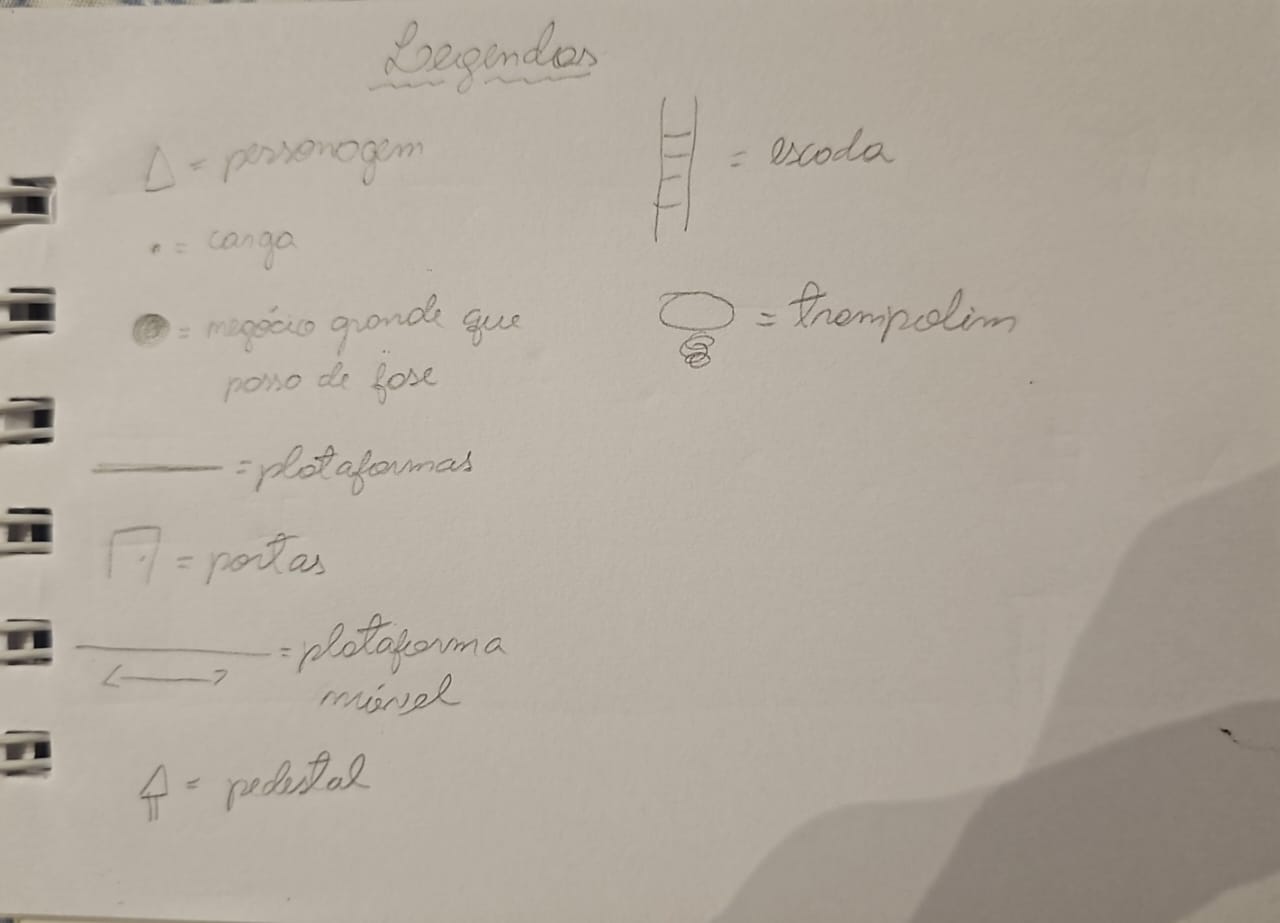 Legendas
= personagem
• = carga
= negócio grande que
passa de fase
= plataformas
= portas
= plataforma
móvel
= pedestal
= escada
= trampolim